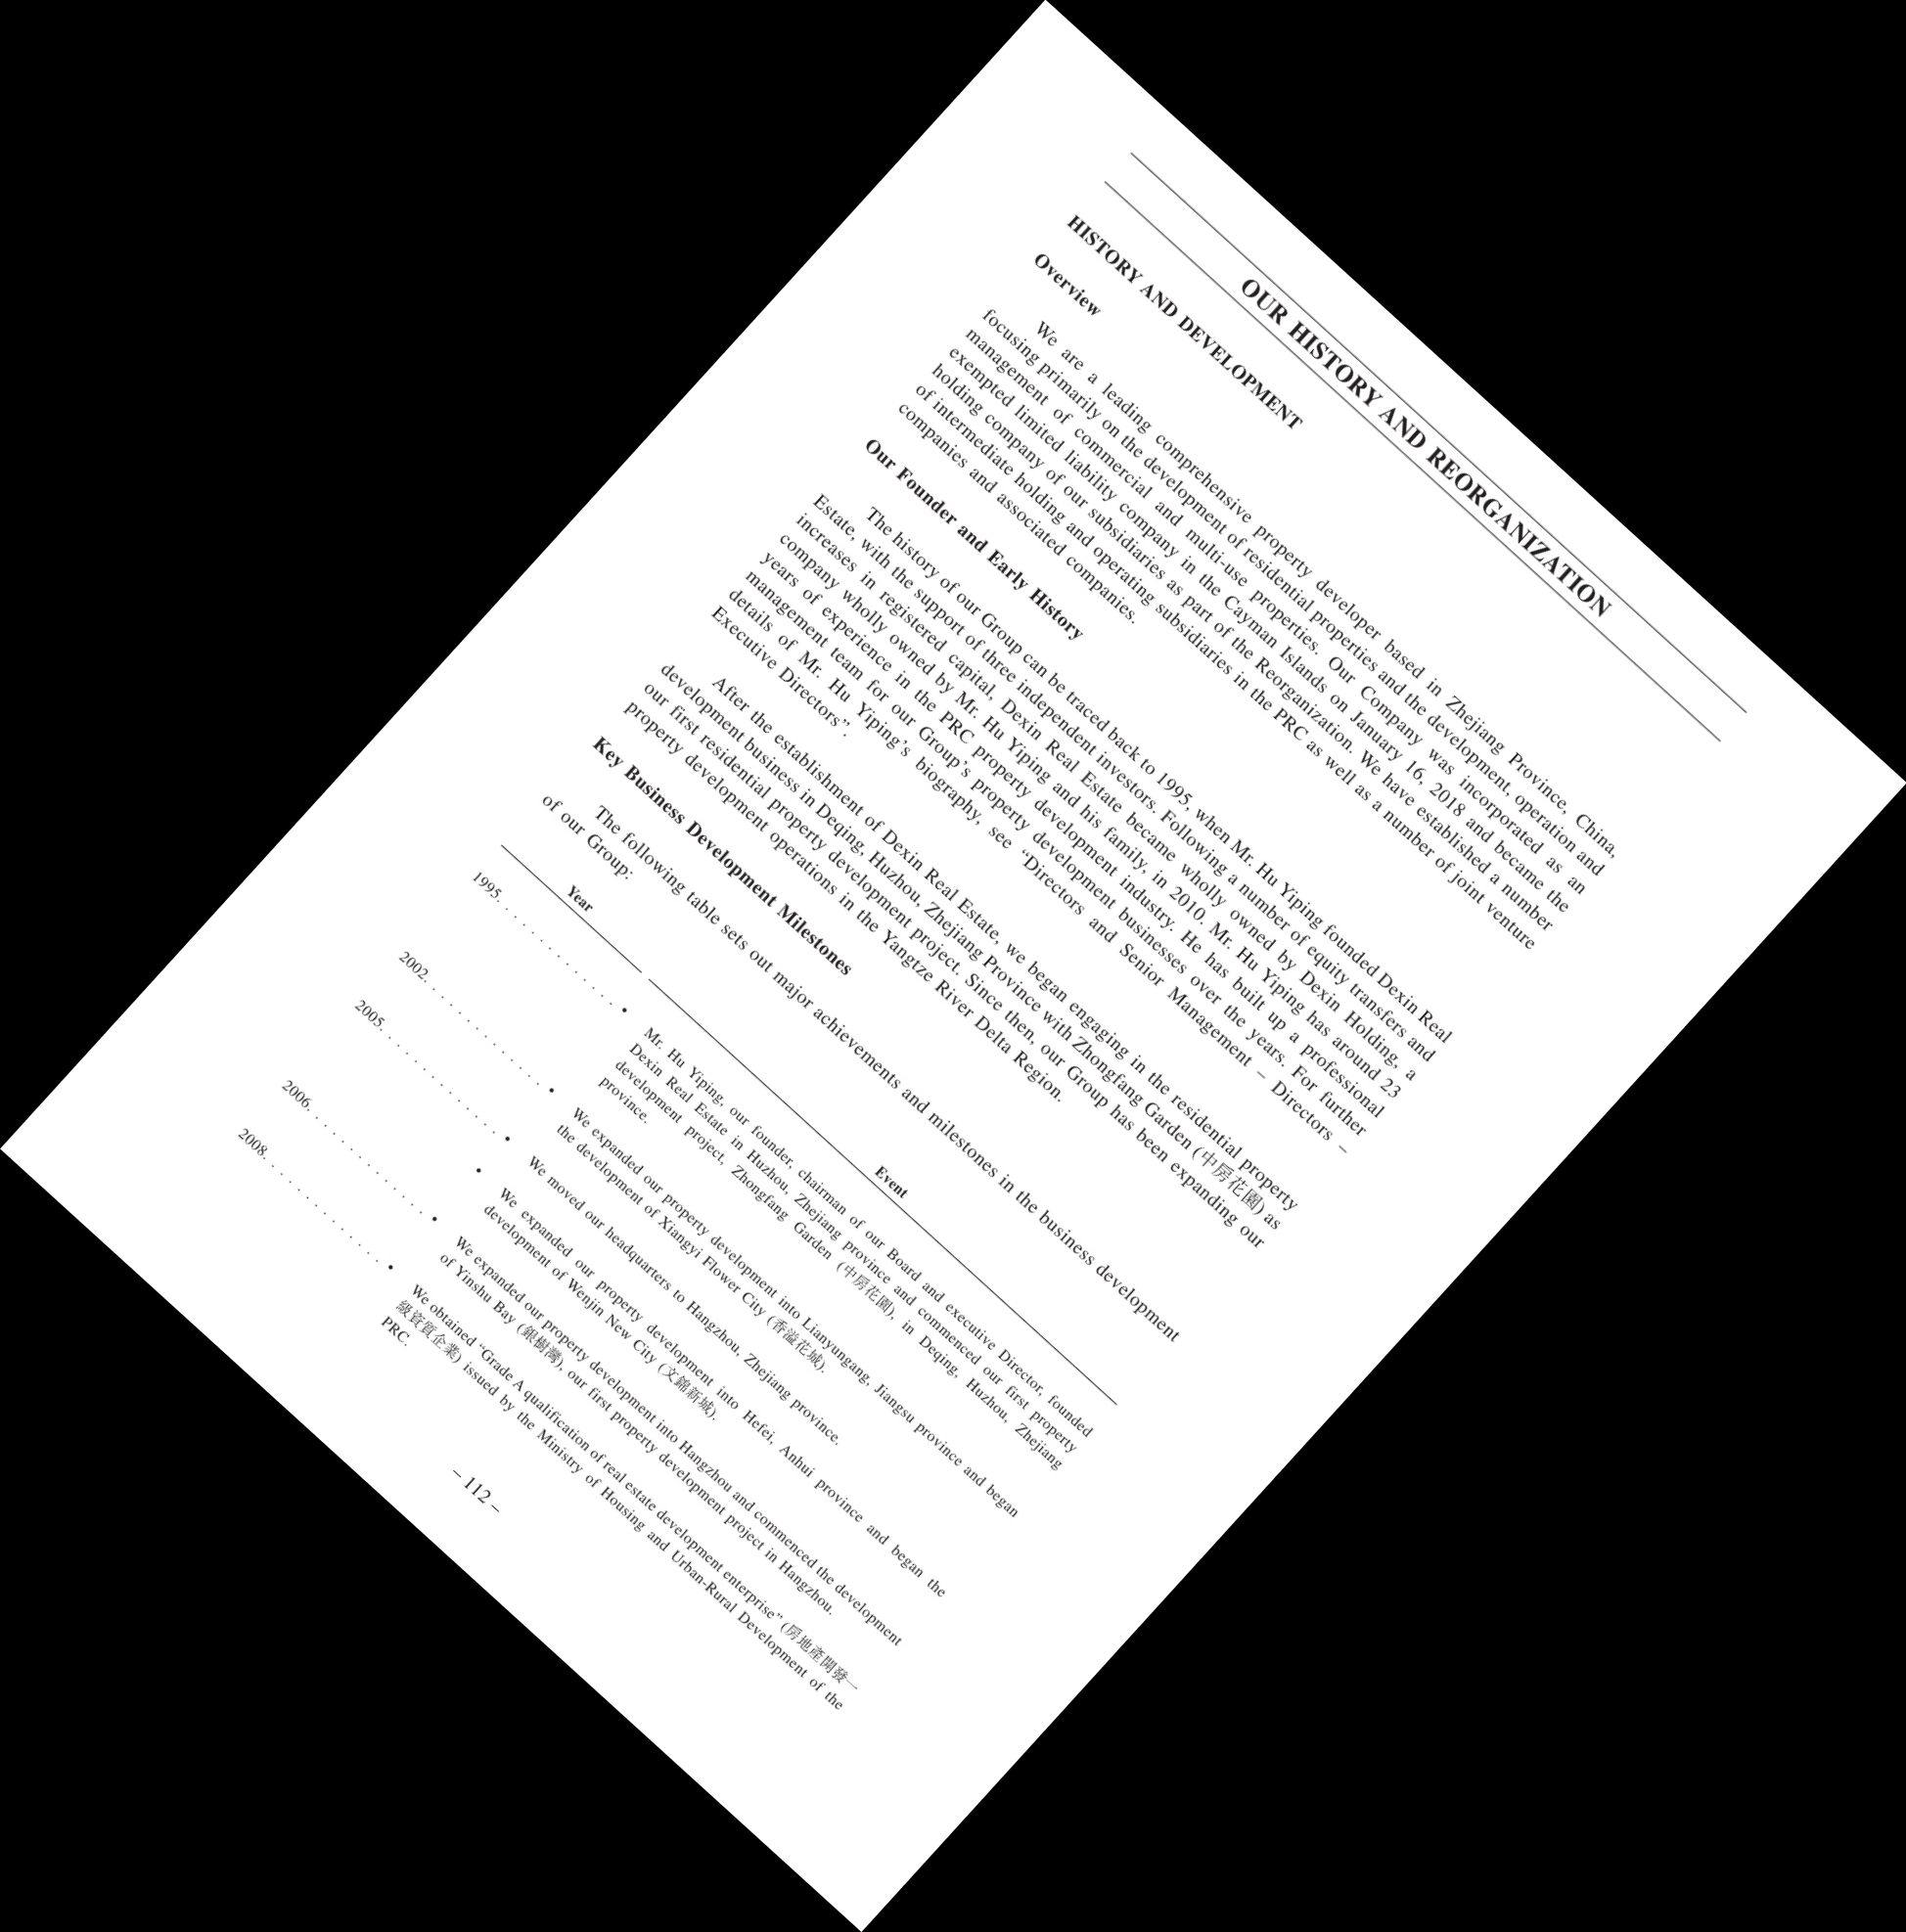 OUR HISTORY AND REORGANIZATION
HISTORY AND DEVELOPMENT
Overview
We are a leading comprehensive property developer based in Zhejiang Province, China,
focusing primarily on the development of residential properties and the development, operation and
management of commercial and multi-use properties. Our Company was incorporated as an
exempted limited liability company in the Cayman Islands on January 16, 2018 and became the
holding company of our subsidiaries as part of the Reorganization. We have established a number
of intermediate holding and operating subsidiaries in the PRC as well as a number of joint venture
companies and associated companies.
Our Founder and Early History
The history of our Group can be traced back to 1995, when Mr. Hu Yiping founded Dexin Real
Estate, with the support of three independent investors. Following a number of equity transfers and
increases in registered capital, Dexin Real Estate became wholly owned by Dexin Holding, a
company wholly owned by Mr. Hu Yiping and his family, in 2010. Mr. Hu Yiping has around 23
years of experience in the PRC property development industry. He has built up a professional
management team for our Group's property development businesses over the years. For further
details of Mr. Hu Yiping's biography, see “Directors and Senior Management – Directors –
Executive Directors”.
After the establishment of Dexin Real Estate, we began engaging in the residential property
development business in Deqing, Huzhou, Zhejiang Province with Zhongfang Garden (中房花園) as
our first residential property development project. Since then, our Group has been expanding our
property development operations in the Yangtze River Delta Region.
Key Business Development Milestones
The following table sets out major achievements and milestones in the business development
of our Group:
Year Event
1995. . . . . . . . . . . . . . . • Mr. Hu Yiping, our founder, chairman of our Board and executive Director, founded
Dexin Real Estate in Huzhou, Zhejiang province and commenced our first property
development project, Zhongfang Garden (中房花園), in Deqing, Huzhou, Zhejiang
province.
2002. . . . . . . . . . . . . . . • We expanded our property development into Lianyungang, Jiangsu province and began
the development of Xiangyi Flower City (香溢花城).
2005. . . . . . . . . . . . . . . • We moved our headquarters to Hangzhou, Zhejiang province.
• We expanded our property development into Hefei, Anhui province and began the
development of Wenjin New City (文錦新城).
2006. . . . . . . . . . . . . . . • We expanded our property development into Hangzhou and commenced the development
of Yinshu Bay (銀樹灣), our first property development project in Hangzhou.
2008. . . . . . . . . . . . . . . • We obtained “Grade A qualification of real estate development enterprise” (房地產開發一
級資質企業) issued by the Ministry of Housing and Urban-Rural Development of the
PRC.
– 112 –